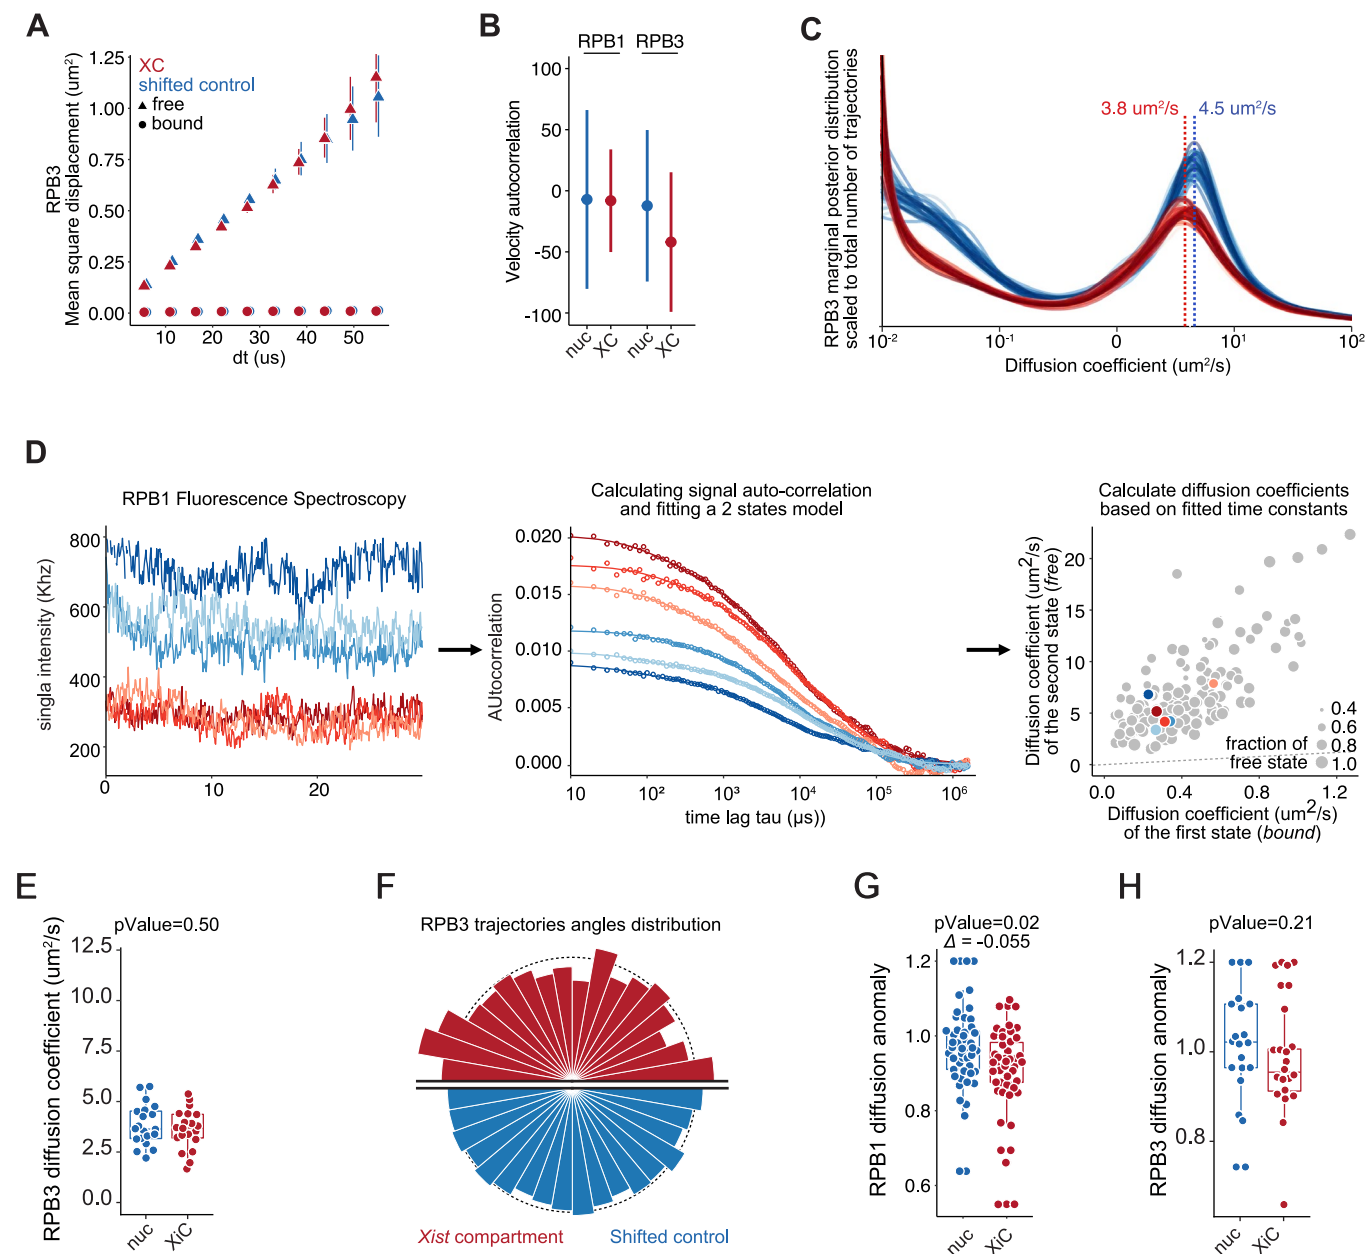 A
RPB3
Mean square displacement (um²)
1.25
1.00
0.75
0.50
0.25
0.00
XC
shifted control
free
bound
10
20
30
40
50
dt (us)
B
RPB1
RPB3
Velocity autocorrelation
100
50
0
-50
-100
nuc
XC
nuc
XC
C
RPB3 marginal posterior distribution
scaled to total number of trajectories
3.8 um²/s
4.5 um²/s
10⁻²
10⁻¹
0
10¹
10²
Diffusion coefficient (um²/s)
D
RPB1 Fluorescence Spectroscopy
singla intensity (Khz)
800
600
400
200
0
10
20
Calculating signal auto-correlation
and fitting a 2 states model
AUtocorrelation
0.020
0.015
0.010
0.005
0.000
10
10²
10³
10⁴
10⁵
10⁶
time lag tau (µs))
Calculate diffusion coefficients
based on fitted time constants
Diffusion coefficient (um²/s)
of the second state (free)
20
15
10
5
0
0.4
0.6
0.8
1.0
fraction of
free state
0.0
0.4
0.8
1.2
Diffusion coefficient (um²/s)
of the first state (bound)
E
pValue=0.50
RPB3 diffusion coefficient (um²/s)
12.5
10.0
7.5
5.0
2.5
0.0
nuc
XiC
F
RPB3 trajectories angles distribution
Xist compartment
Shifted control
G
pValue=0.02
Δ = -0.055
RPB1 diffusion anomaly
1.2
1.0
0.8
0.6
nuc
XiC
H
pValue=0.21
RPB3 diffusion anomaly
1.2
1.0
0.8
nuc
XiC